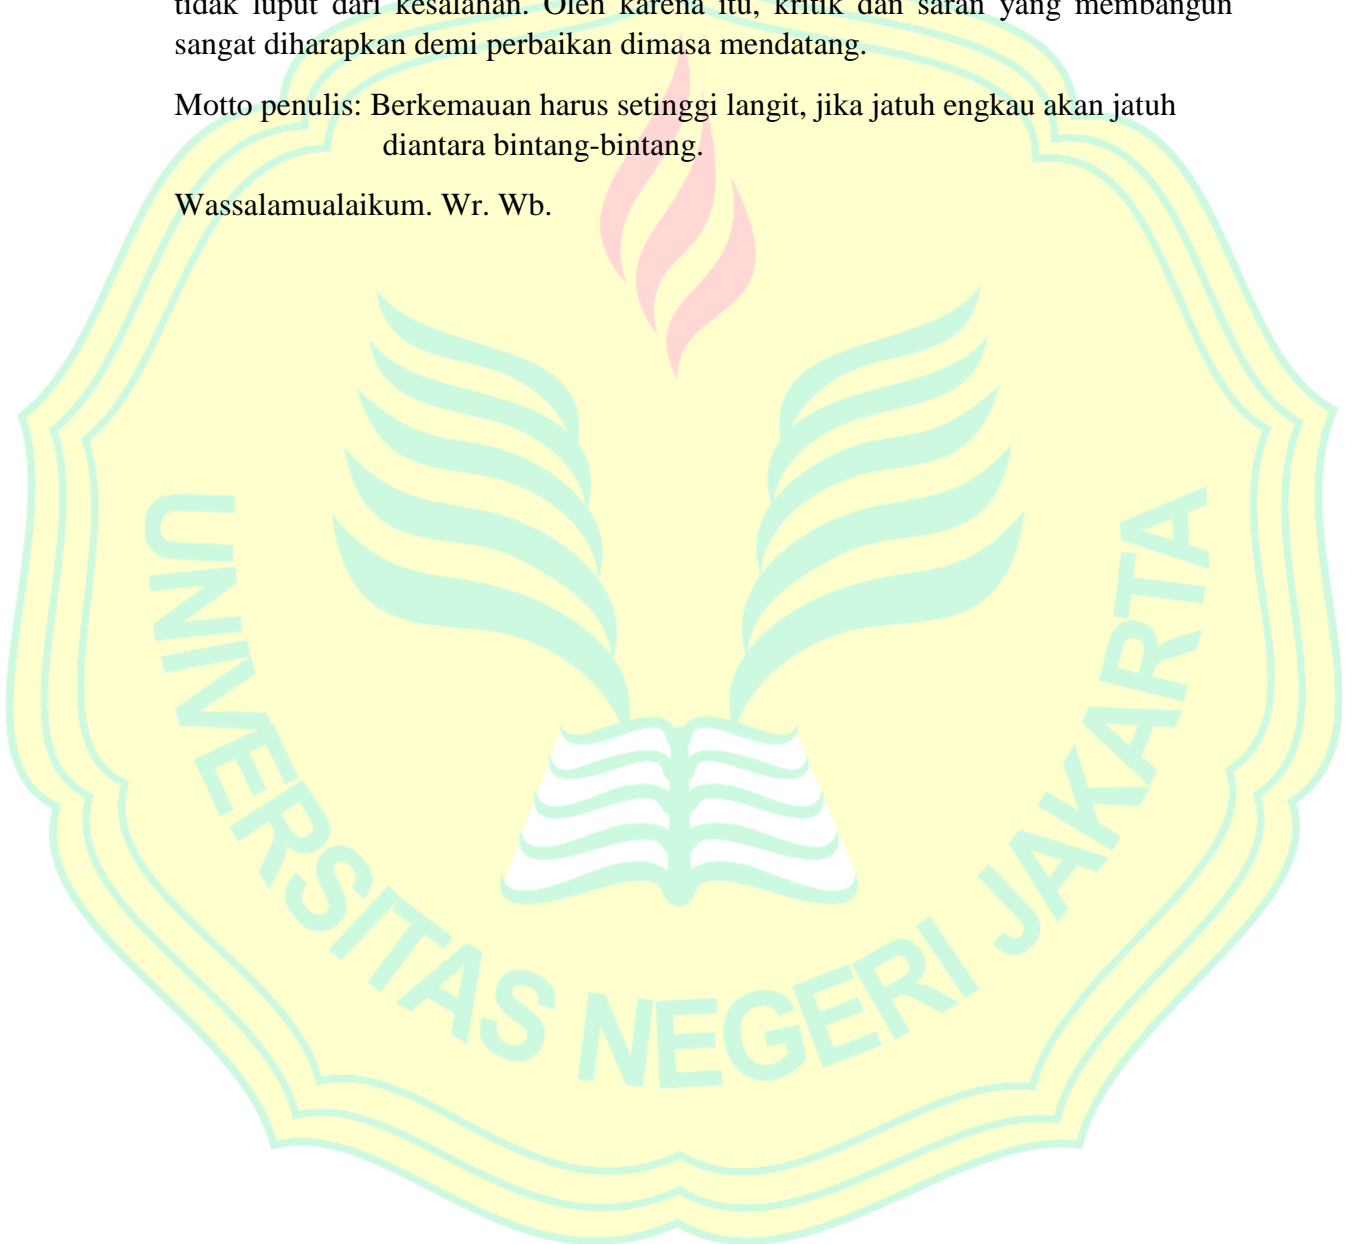 tidak luput dari kesalahan. Oleh karena itu, kritik dan saran yang membangun
sangat diharapkan demi perbaikan dimasa mendatang.
Motto penulis: Berkemauan harus setinggi langit, jika jatuh engkau akan jatuh
diantara bintang-bintang.
Wassalamualaikum. Wr. Wb.
UNIVERSITAS NEGERI JAKARTA